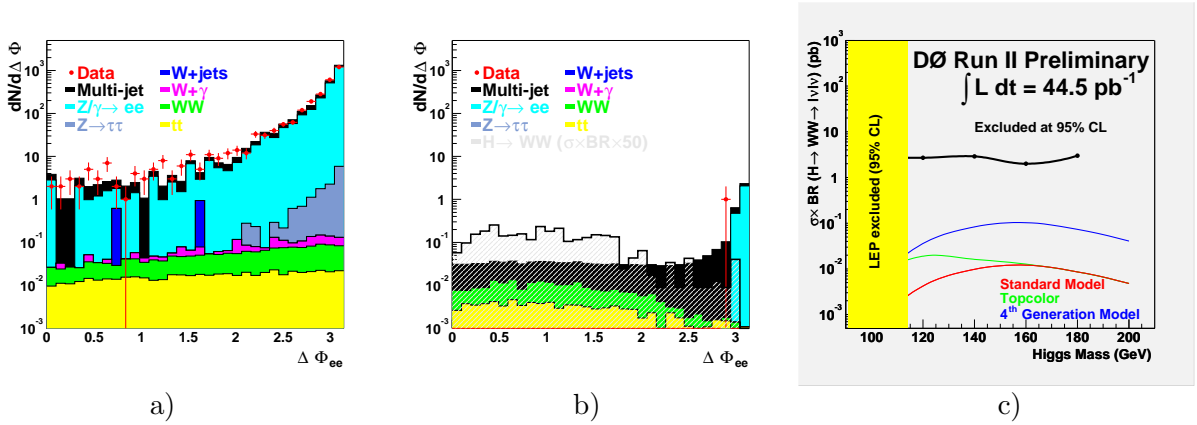 dN/dΔ Φ
10³
10²
10
1
10⁻¹
10⁻²
10⁻³
Data
Multi-jet
Z/γ→ ee
Z→ττ
W+jets
W+γ
WW
tt
0 0.5 1 1.5 2 2.5 3
Δ Φee
a)
dN/dΔ Φ
10³
10²
10
1
10⁻¹
10⁻²
10⁻³
Data
Multi-jet
Z/γ→ ee
Z→ττ
H→ WW (σ×BR×50)
W+jets
W+γ
WW
tt
0 0.5 1 1.5 2 2.5 3
Δ Φee
b)
σ× BR (H→ WW→ lνlν) (pb)
10³
10²
10
1
10⁻¹
10⁻²
10⁻³
LEP excluded (95% CL)
DØ Run II Preliminary
∫ L dt = 44.5 pb⁻¹
Excluded at 95% CL
Standard Model
Topcolor
4th Generation Model
100 120 140 160 180 200
Higgs Mass (GeV)
c)